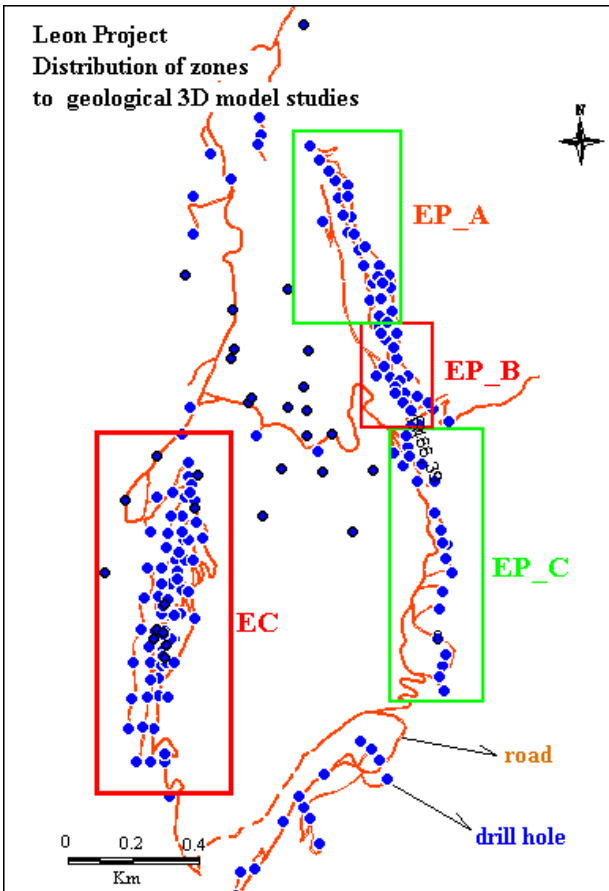 Leon Project
Distribution of zones
to geological 3D model studies
N
EP_A
EP_B
EP_C
EC
road
drill hole
0 0.2 0.4
Km